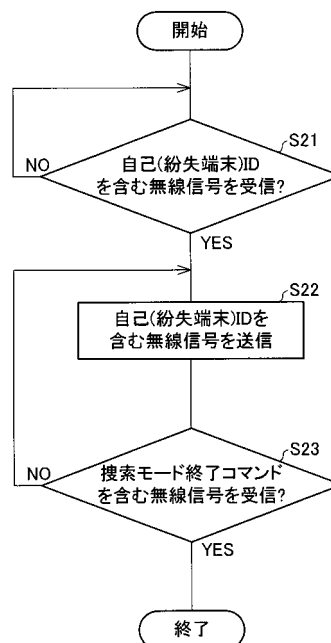 開始
S21
自己(紛失端末)ID
を含む無線信号を受信?
NO
YES
S22
自己(紛失端末)IDを
含む無線信号を送信
S23
捜索モード終了コマンド
を含む無線信号を受信?
NO
YES
終了